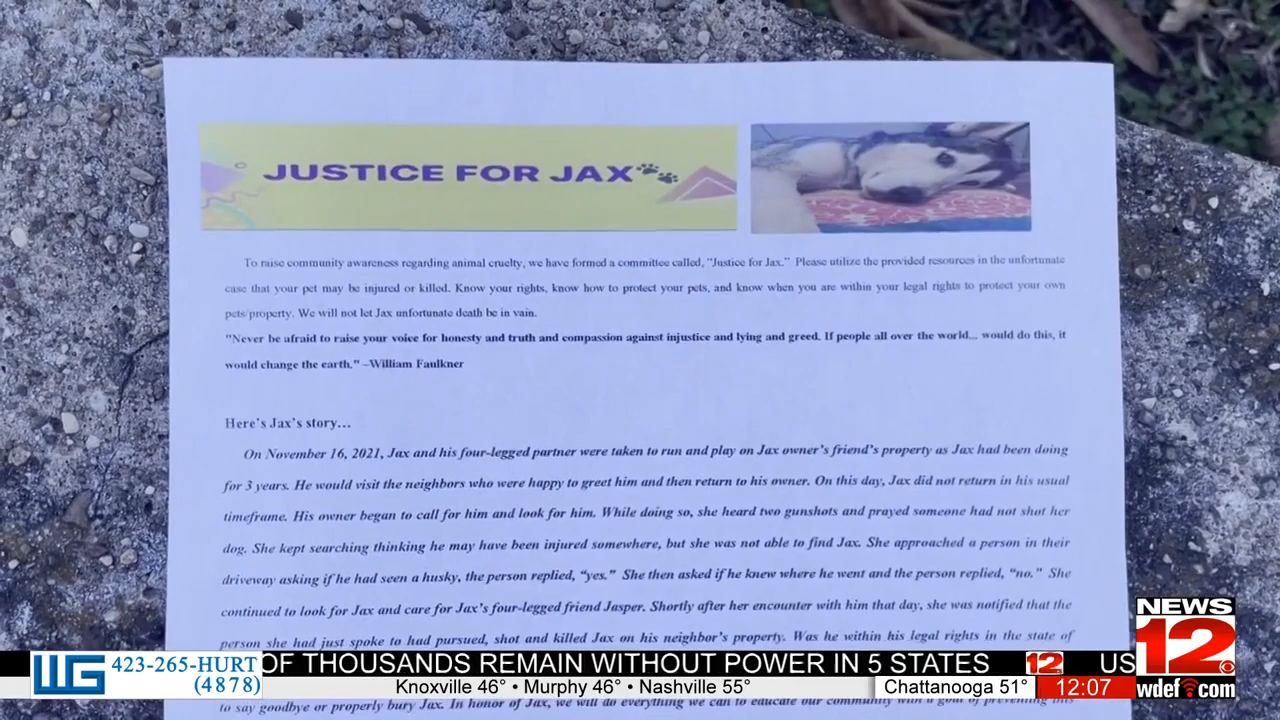 JUSTICE FOR JAX
To raise community awareness regarding animal cruelty, we have formed a committee called, "Justice for Jax." Please utilize the provided resources in the unfortunate
case that your pet may be injured or killed. Know your rights, know how to protect your pets, and know when you are within your legal rights to protect your own
pets/property. We will not let Jax unfortunate death be in vain.
"Never be afraid to raise your voice for honesty and truth and compassion against injustice and lying and greed. If people all over the world... would do this, it
would change the earth." –William Faulkner
Here's Jax's story...
On November 16, 2021, Jax and his four-legged partner were taken to run and play on Jax owner's friend's property as Jax had been doing
for 3 years. He would visit the neighbors who were happy to greet him and then return to his owner. On this day, Jax did not return in his usual
timeframe. His owner began to call for him and look for him. While doing so, she heard two gunshots and prayed someone had not shot her
dog. She kept searching thinking he may have been injured somewhere, but she was not able to find Jax. She approached a person in their
driveway asking if he had seen a husky, the person replied, "yes." She then asked if he knew where he went and the person replied, "no." She
continued to look for Jax and care for Jax's four-legged friend Jasper. Shortly after her encounter with him that day, she was notified that the
person she had just spoke to had pursued, shot and killed Jax on his neighbor's property. Was he within his legal rights in the state of
to say goodbye or properly bury Jax. In honor of Jax, we will do everything we can to educate our community with a goal of preventing this
NEWS
12
wdef.com
WG 423-265-HURT
(4878)
OF THOUSANDS REMAIN WITHOUT POWER IN 5 STATES 12 US
Knoxville 46° • Murphy 46° • Nashville 55°
Chattanooga 51° 12:07